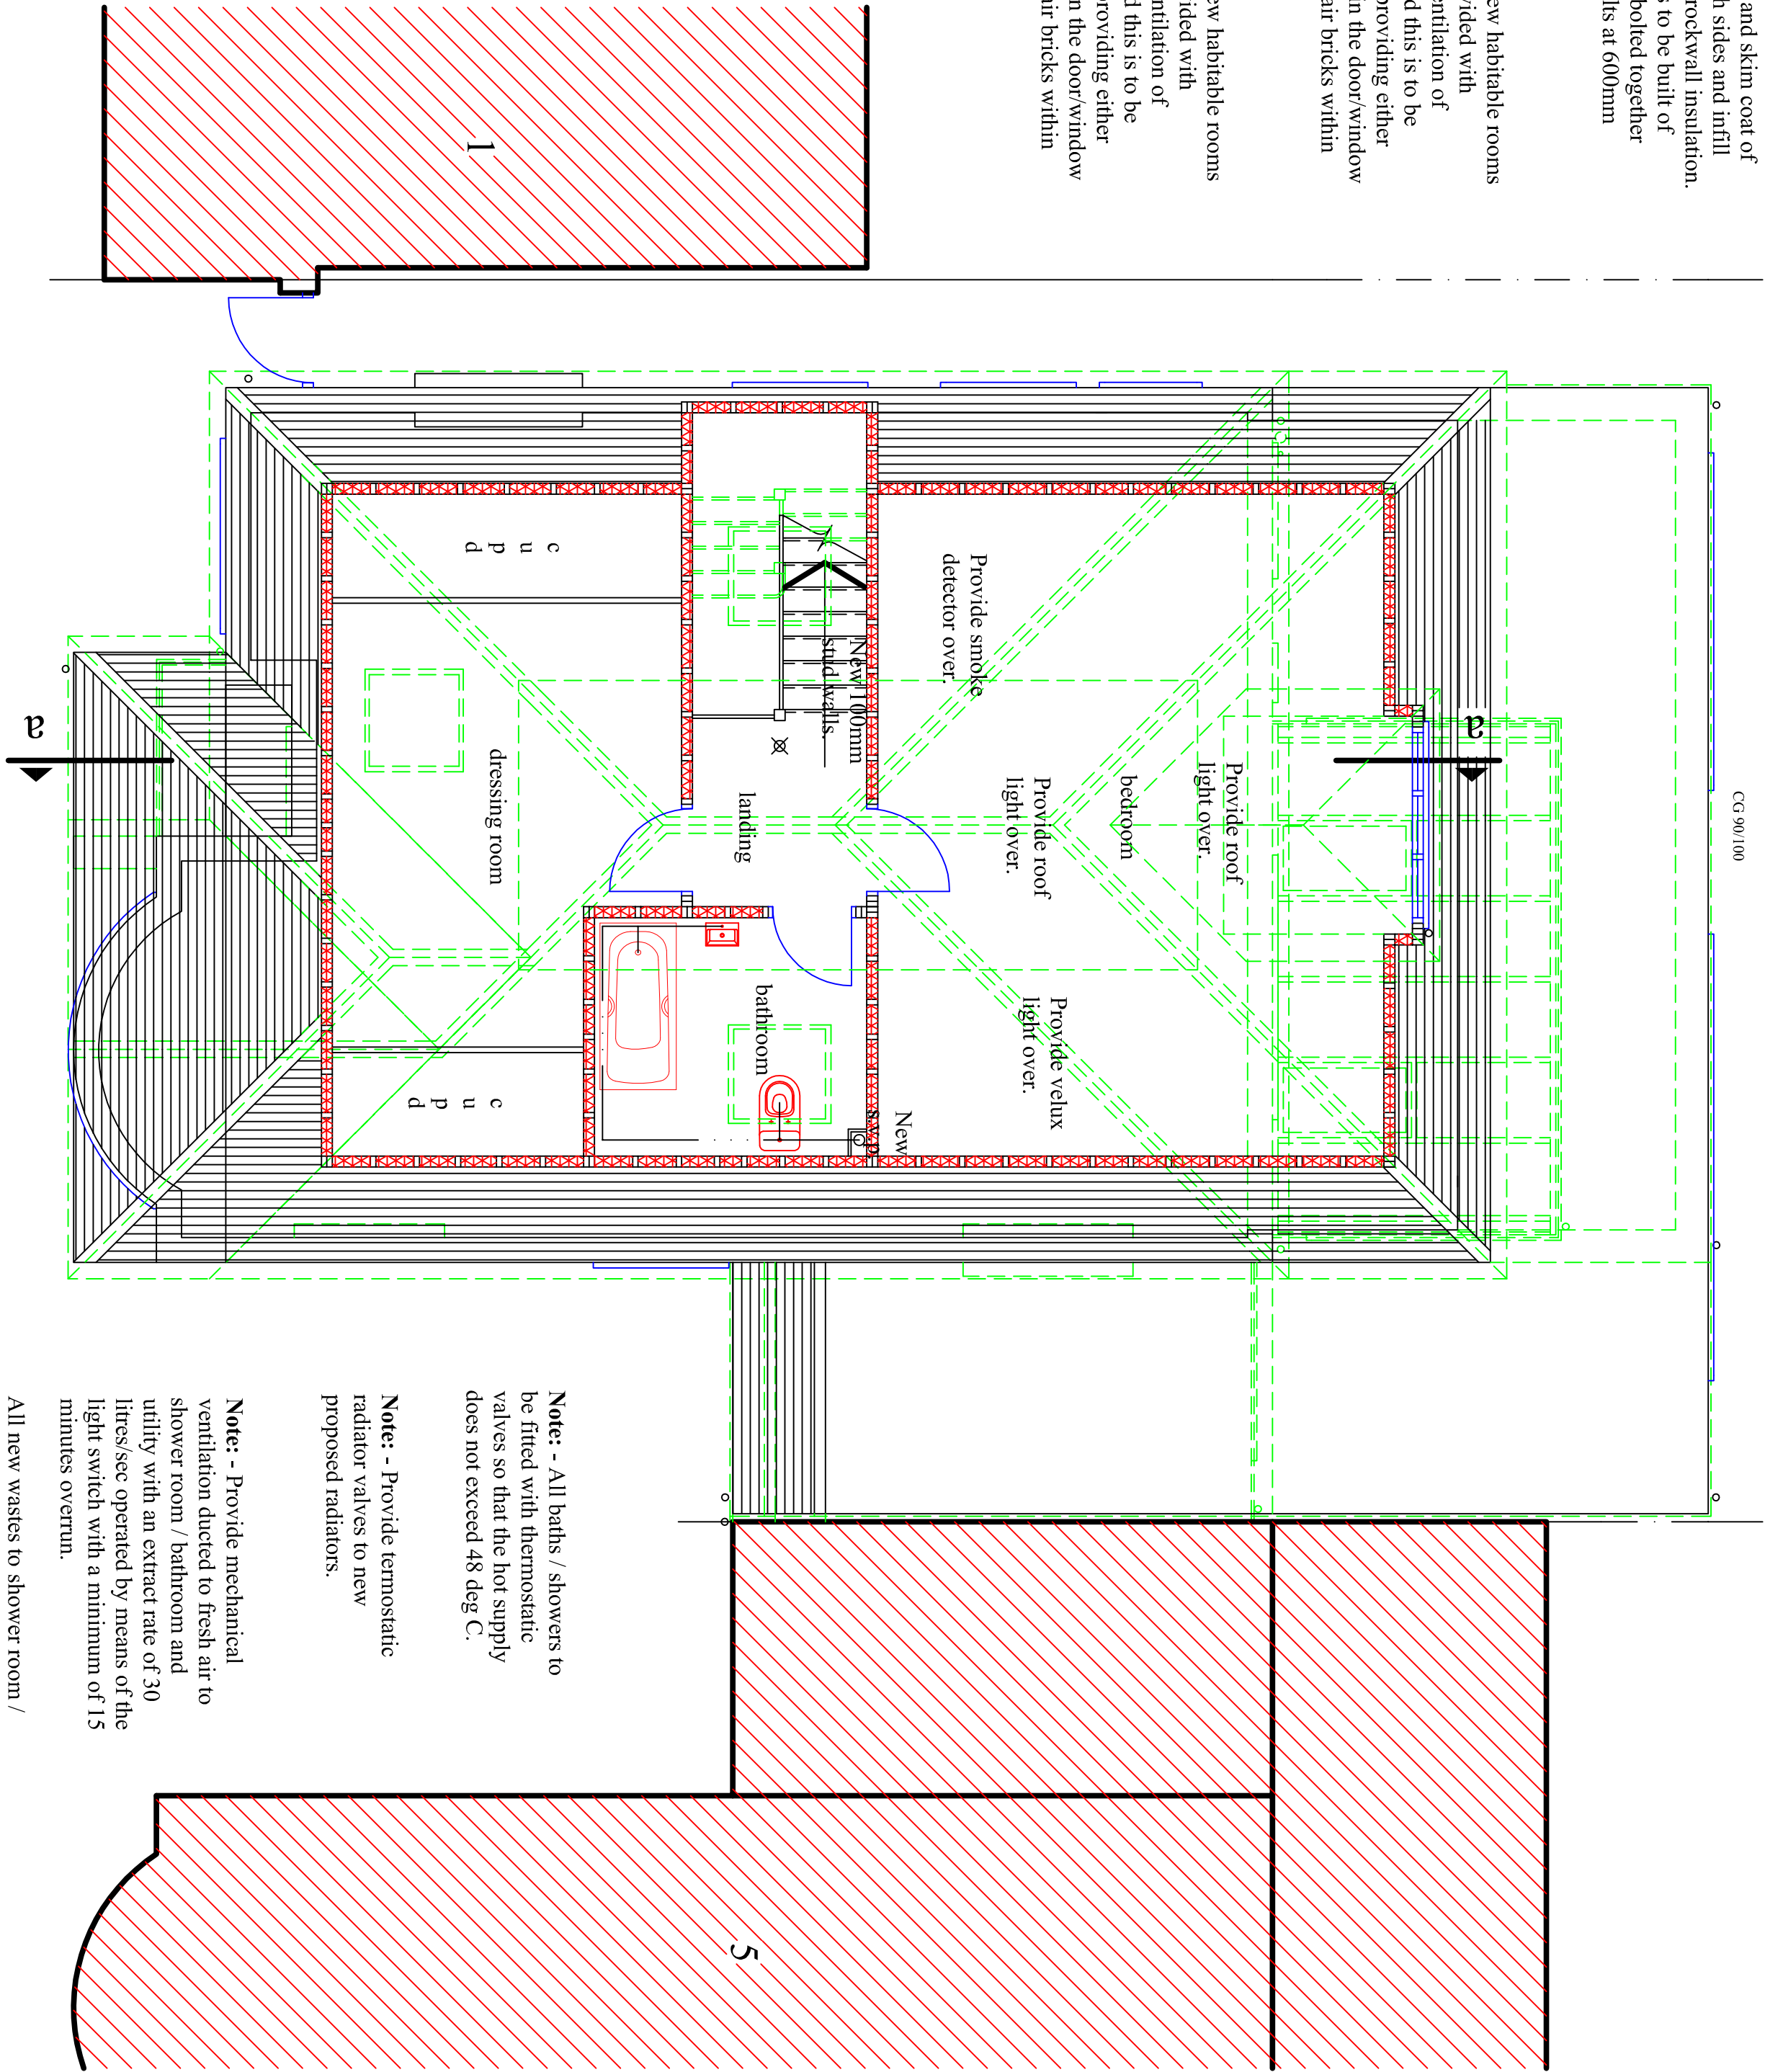 and skim coat of
h sides and infill
rockwall insulation.
s to be built of
bolted together
lts at 600mm
ew habitable rooms
vided with
entilation of
d this is to be
providing either
in the door/window
air bricks within
ew habitable rooms
ided with
ntilation of
d this is to be
roviding either
n the door/window
air bricks within
1
CG 90/100
a
Provide roof
light over.
bedroom
Provide roof
light over.
Provide smoke
detector over.
Provide velux
light over.
New 100mm
stud walls.
landing
New
s.v.p
bathroom
c
u
p
d
dressing room
c
u
p
d
a
5
Note: - All baths / showers to
be fitted with thermostatic
valves so that the hot supply
does not exceed 48 deg C.
Note: - Provide termostatic
radiator valves to new
proposed radiators.
Note: - Provide mechanical
ventilation ducted to fresh air to
shower room / bathroom and
utility with an extract rate of 30
litres/sec operated by means of the
light switch with a minimum of 15
minutes overrun.
All new wastes to shower room /